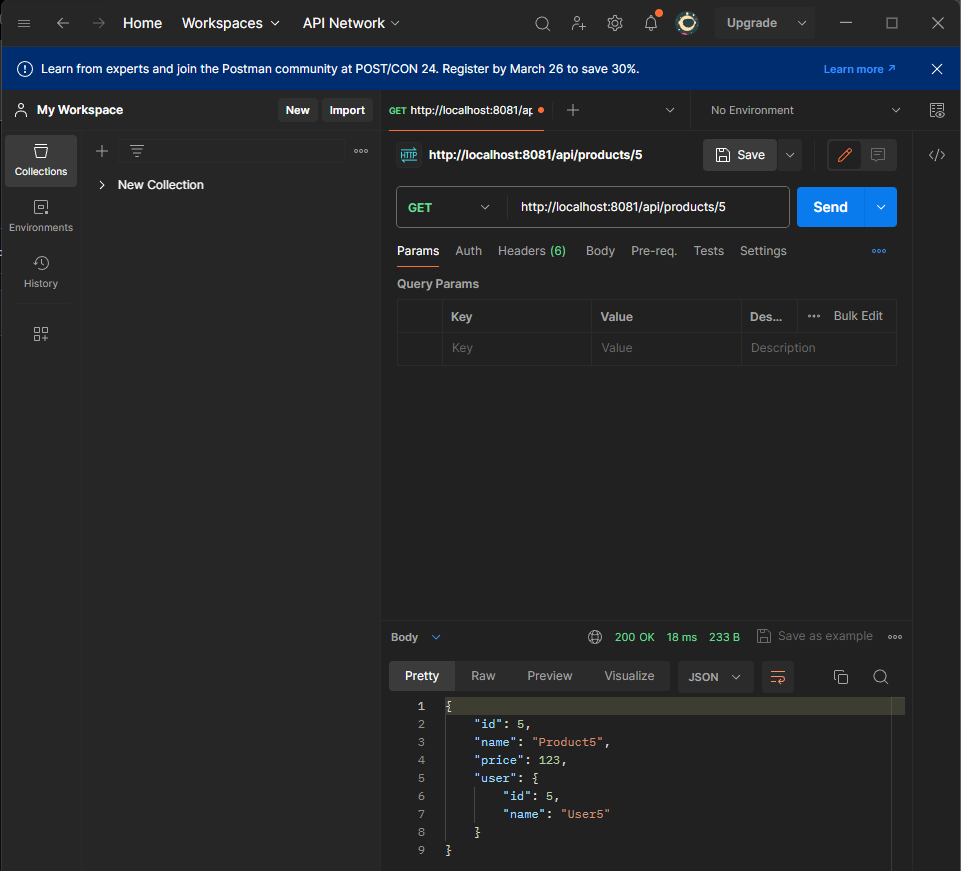 Home Workspaces API Network Upgrade
Learn from experts and join the Postman community at POST/CON 24. Register by March 26 to save 30%. Learn more ↗
My Workspace New Import
GET http://localhost:8081/ap
No Environment
Collections
New Collection
Environments
History
HTTP http://localhost:8081/api/products/5 Save
GET http://localhost:8081/api/products/5 Send
Params Auth Headers (6) Body Pre-req. Tests Settings
Query Params
Key Value Des... Bulk Edit
Key Value Description
Body 200 OK 18 ms 233 B Save as example
Pretty Raw Preview Visualize JSON
1 {
2 "id": 5,
3 "name": "Product5",
4 "price": 123,
5 "user": {
6 "id": 5,
7 "name": "User5"
8 }
9 }